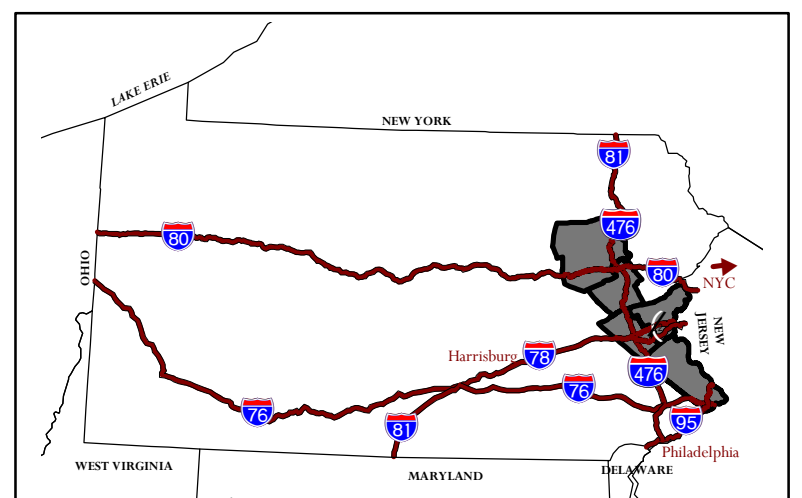 LAKE ERIE
NEW YORK
81
476
80
80
NYC
OHIO
NEW
JERSEY
Harrisburg
78
476
76
76
81
95
Philadelphia
WEST VIRGINIA
MARYLAND
DELAWARE